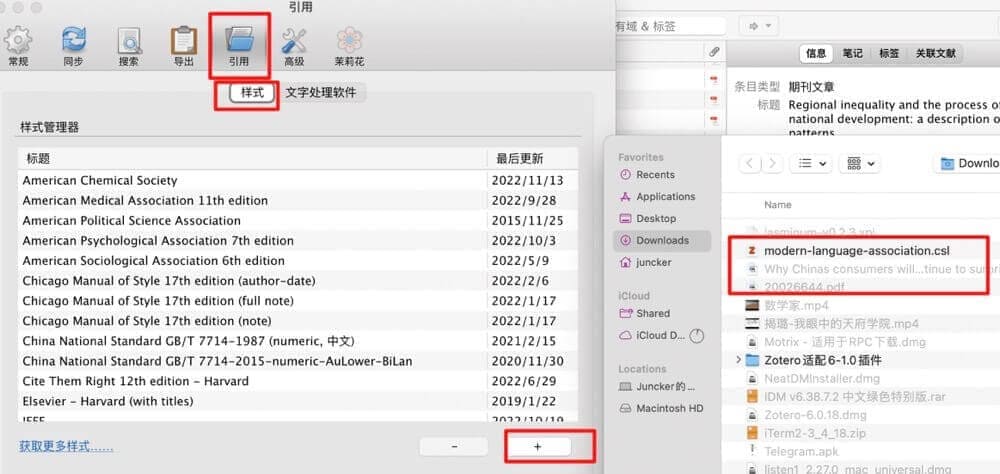 引用
常规
同步
搜索
导出
引用
高级
茉莉花
样式
文字处理软件
样式管理器
标题
最后更新
American Chemical Society
2022/11/13
American Medical Association 11th edition
2022/9/28
American Political Science Association
2015/11/25
American Psychological Association 7th edition
2022/10/3
American Sociological Association 6th edition
2022/5/9
Chicago Manual of Style 17th edition (author-date)
2022/2/6
Chicago Manual of Style 17th edition (full note)
2022/1/17
Chicago Manual of Style 17th edition (note)
2022/1/17
China National Standard GB/T 7714-1987 (numeric, 中文)
2021/2/15
China National Standard GB/T 7714-2015-numeric-AuLower-BiLan
2020/11/30
Cite Them Right 12th edition - Harvard
2022/6/29
Elsevier - Harvard (with titles)
2019/1/22
IEEE
2022/10/19
获取更多样式……
-
+
有域 & 标签
信息
笔记
标签
关联文献
条目类型 期刊文章
标题 Regional inequality and the process of
national development: a description of
patterns
Favorites
Recents
Applications
Desktop
Downloads
juncker
iCloud
Shared
iCloud D...
Locations
Juncker的...
Macintosh HD
Downlo
Name
jasminum-v0.2.3.xpi
modern-language-association.csl
Why Chinas consumers will...tinue to surpri
20026644.pdf
数学家.mp4
揭璐-我眼中的天府学院.mp4
Motrix - 适用于RPC下载.dmg
Zotero适配6-1.0插件
NeatDMInstaller.dmg
IDM v6.38.7.2 中文绿色特别版.rar
Zotero-6.0.18.dmg
iTerm2-3_4_18.zip
Telegram.apk
listen1_2.27.0_mac_universal.dmg